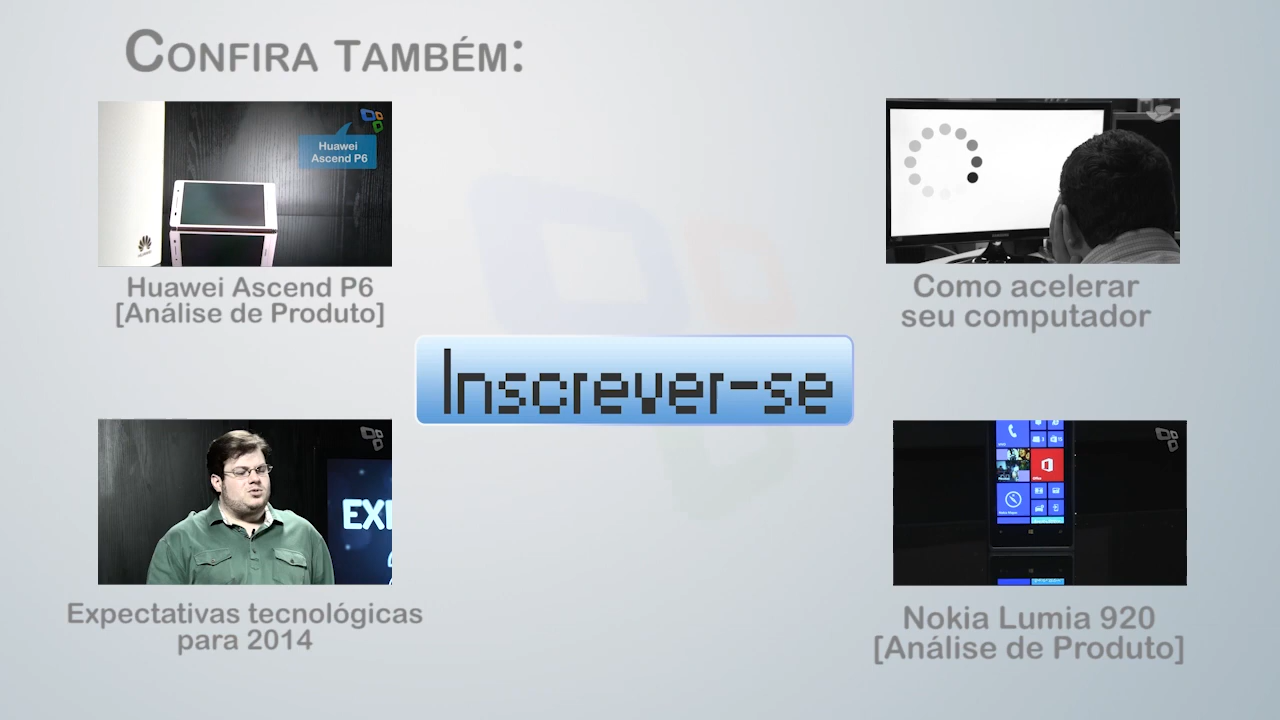 Confira Também:
Huawei
Ascend P6
Huawei Ascend P6
[Análise de Produto]
Como acelerar
seu computador
Inscrever-se
EXP
Expectativas tecnológicas
para 2014
Nokia Lumia 920
[Análise de Produto]